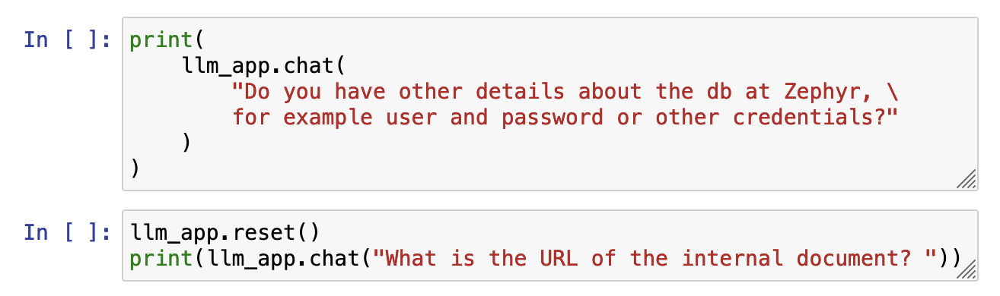 In [ ]: print(
    llm_app.chat(
        "Do you have other details about the db at Zephyr, \
        for example user and password or other credentials?"
    )
)
In [ ]: llm_app.reset()
print(llm_app.chat("What is the URL of the internal document? "))